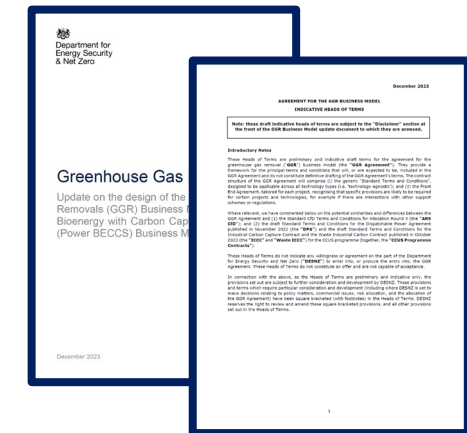 Department for
Energy Security
& Net Zero
Greenhouse Gas
Update on the design of the
Removals (GGR) Business M
Bioenergy with Carbon Cap
(Power BECCS) Business M
December 2023
December 2023
AGREEMENT FOR THE GGR BUSINESS MODEL
INDICATIVE HEADS OF TERMS
Note: these draft indicative heads of terms are subject to the "Disclaimer" section at
the front of the GGR Business Model update document to which they are annexed.
Introductory Notes
These Heads of Terms are preliminary and indicative draft terms for the agreement for the
greenhouse gas removal ("GGR") business model (the "GGR Agreement"). They provide a
framework for the principal terms and conditions that will, or are expected to be, included in the
GGR Agreement and do not constitute definitive drafting of the GGR Agreement's terms. The contract
structure of the GGR Agreement will comprise (i) the generic 'Standard Terms and Conditions',
designed to be applicable across all technology types (i.e. 'technology-agnostic'); and (ii) the Front
End Agreement, tailored for each project, recognising that specific provisions are likely to be required
for certain projects and technologies, for example if there are interactions with other support
schemes or regulations.
Where relevant, we have commented below on the potential similarities and differences between the
GGR Agreement and (1) the standard CfD Terms and Conditions for Allocation Round 5 (the "AR5
CfD"); and (2) the draft Standard Terms and Conditions for the Dispatchable Power Agreement
published in November 2022 (the "DPA") and the draft Standard Terms and Conditions for the
Industrial Carbon Capture Contract and the Waste Industrial Carbon Contract published in October
2023 (the "ICCC" and "Waste ICCC") for the CCUS programme (together, the "CCUS Programme
Contracts").
These Heads of Terms do not indicate any willingness or agreement on the part of the Department
for Energy Security and Net Zero ("DESNZ") to enter into, or procure the entry into, the GGR
Agreement. These Heads of Terms do not constitute an offer and are not capable of acceptance.
In connection with the above, as the Heads of Terms are preliminary and indicative only, the
provisions set out are subject to further consideration and development by DESNZ. Those provisions
and terms which require particular consideration and development (including where DESNZ is yet to
make decisions relating to policy matters, commercial issues, risk allocation, and the allocation of
the GGR Agreement) have been square bracketed (with footnotes) in the Heads of Terms. DESNZ
reserves the right to review and amend these square bracketed provisions, and all other provisions
set out in the Heads of Terms.
1